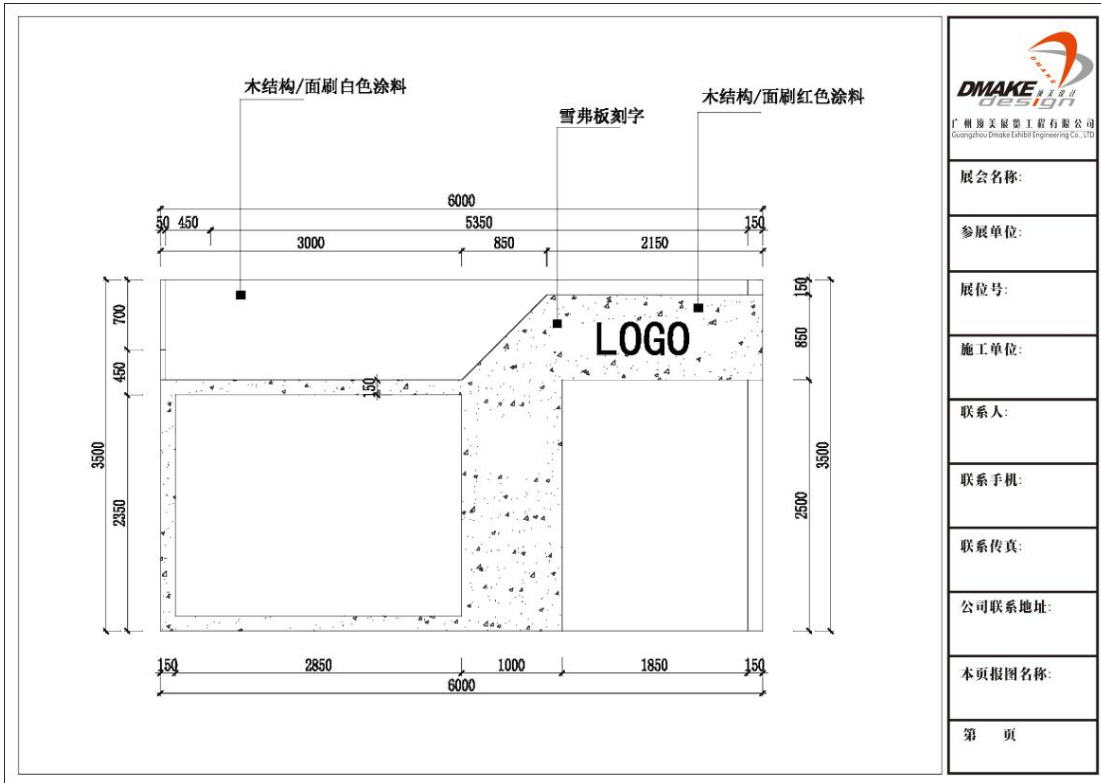 木结构/面刷白色涂料
雪弗板刻字
木结构/面刷红色涂料
6000
50 450 5350 150
3000 850 2150
700
450
2350
3500
150
LOGO
150
850
2500
3500
150 2850 1000 1850 150
6000
DMAKE
DMAKE 顶美设计
design
广州顶美展览工程有限公司
Guangzhou Dmake Exhibit Engineering Co., LTD
展会名称:
参展单位:
展位号:
施工单位:
联系人:
联系手机:
联系传真:
公司联系地址:
本页报图名称:
第 页